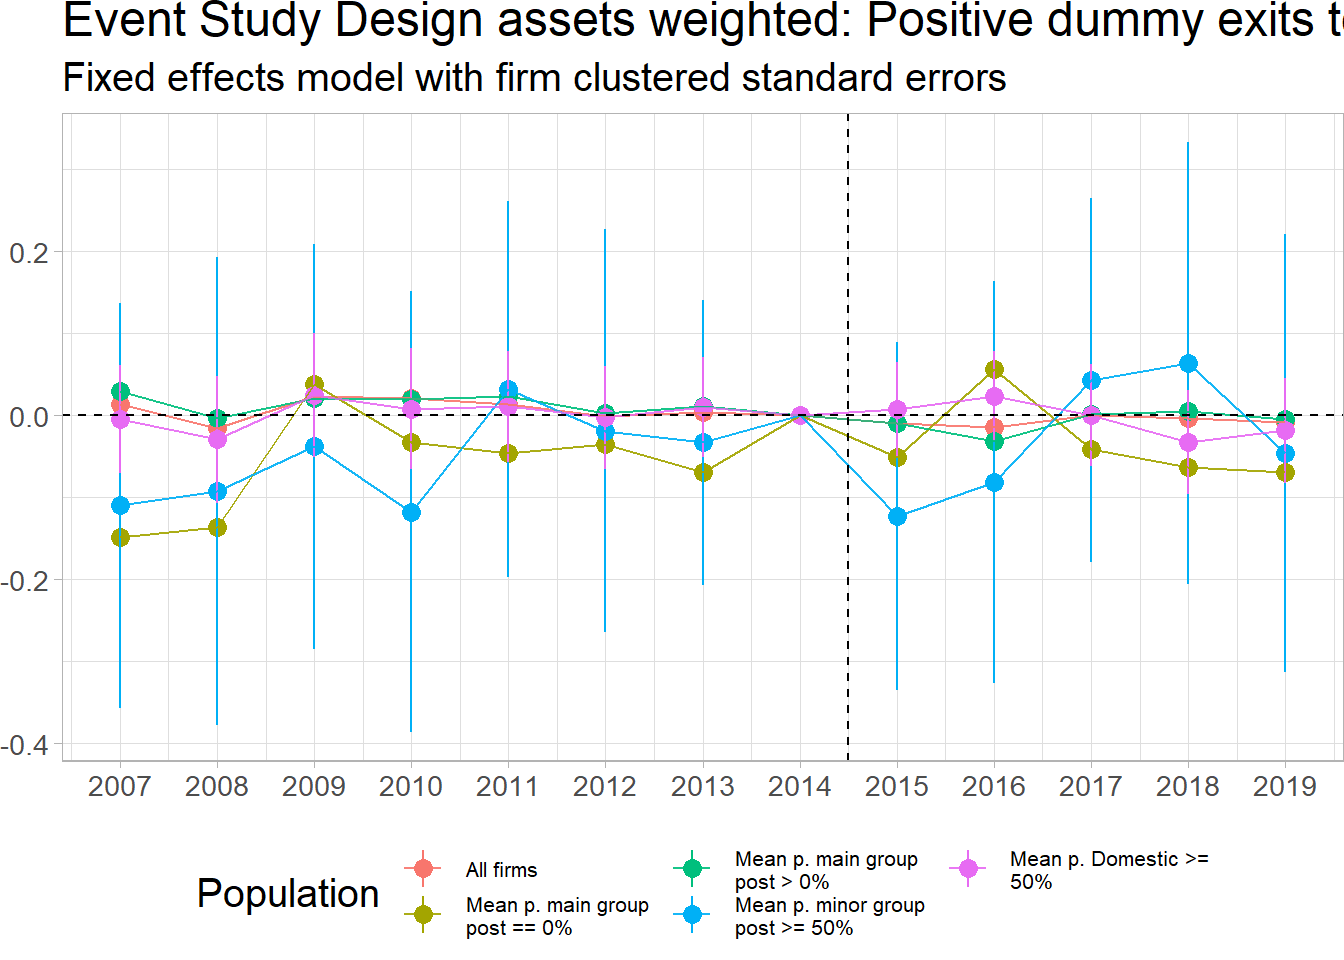 Event Study Design assets weighted: Positive dummy exits
Fixed effects model with firm clustered standard errors
0.2
0.0
-0.2
-0.4
2007 2008 2009 2010 2011 2012 2013 2014 2015 2016 2017 2018 2019
Population
All firms
Mean p. main group
post == 0%
Mean p. main group
post > 0%
Mean p. minor group
post >= 50%
Mean p. Domestic >=
50%